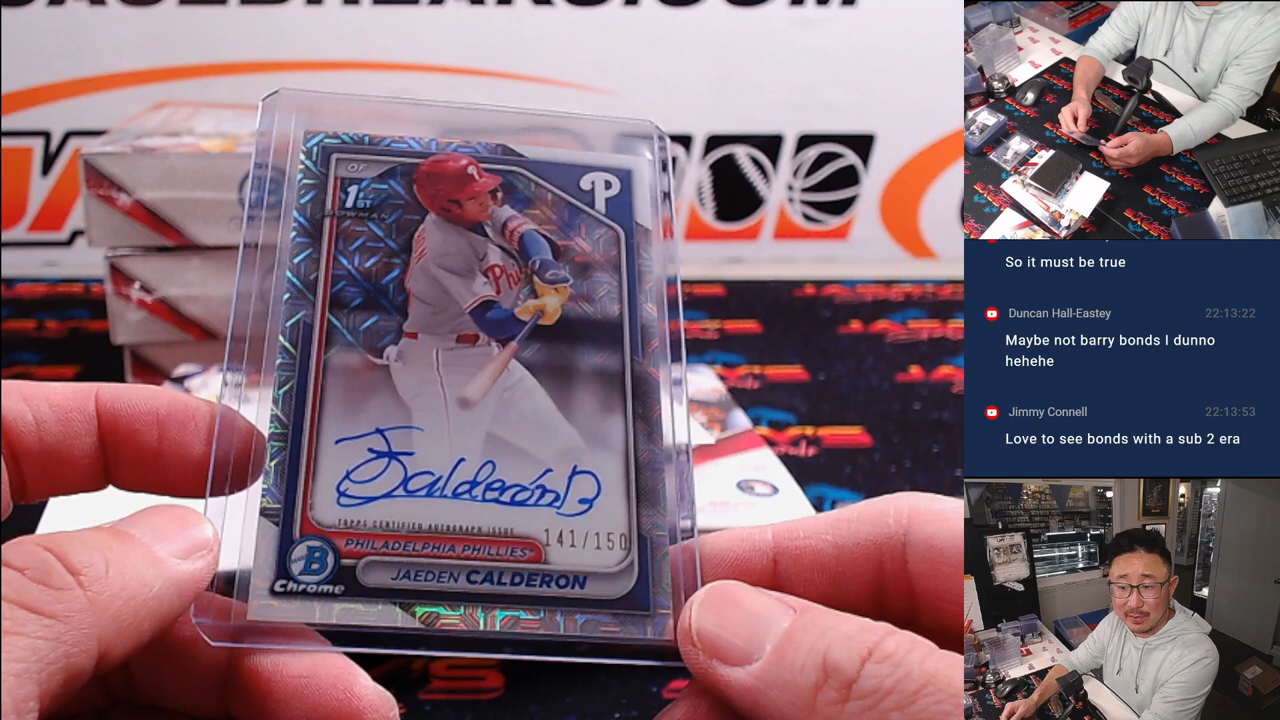 OF
1ST
BOWMAN
P
Phi
J Calderón B
TOPPS CERTIFIED AUTOGRAPH ISSUE
141/150
PHILADELPHIA PHILLIES
B
Chrome
JAEDEN CALDERON
So it must be true
Duncan Hall-Eastey 22:13:22
Maybe not barry bonds I dunno
hehehe
Jimmy Connell 22:13:53
Love to see bonds with a sub 2 era